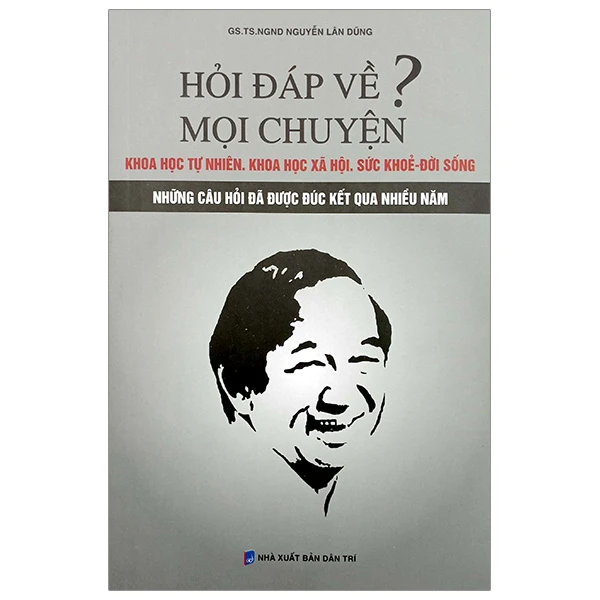 GS.TS.NGND NGUYỄN LÂN DŨNG
HỎI ĐÁP VỀ ?
MỌI CHUYỆN
KHOA HỌC TỰ NHIÊN. KHOA HỌC XÃ HỘI. SỨC KHOẺ-ĐỜI SỐNG
NHỮNG CÂU HỎI ĐÃ ĐƯỢC ĐÚC KẾT QUA NHIỀU NĂM
NHÀ XUẤT BẢN DÂN TRÍ